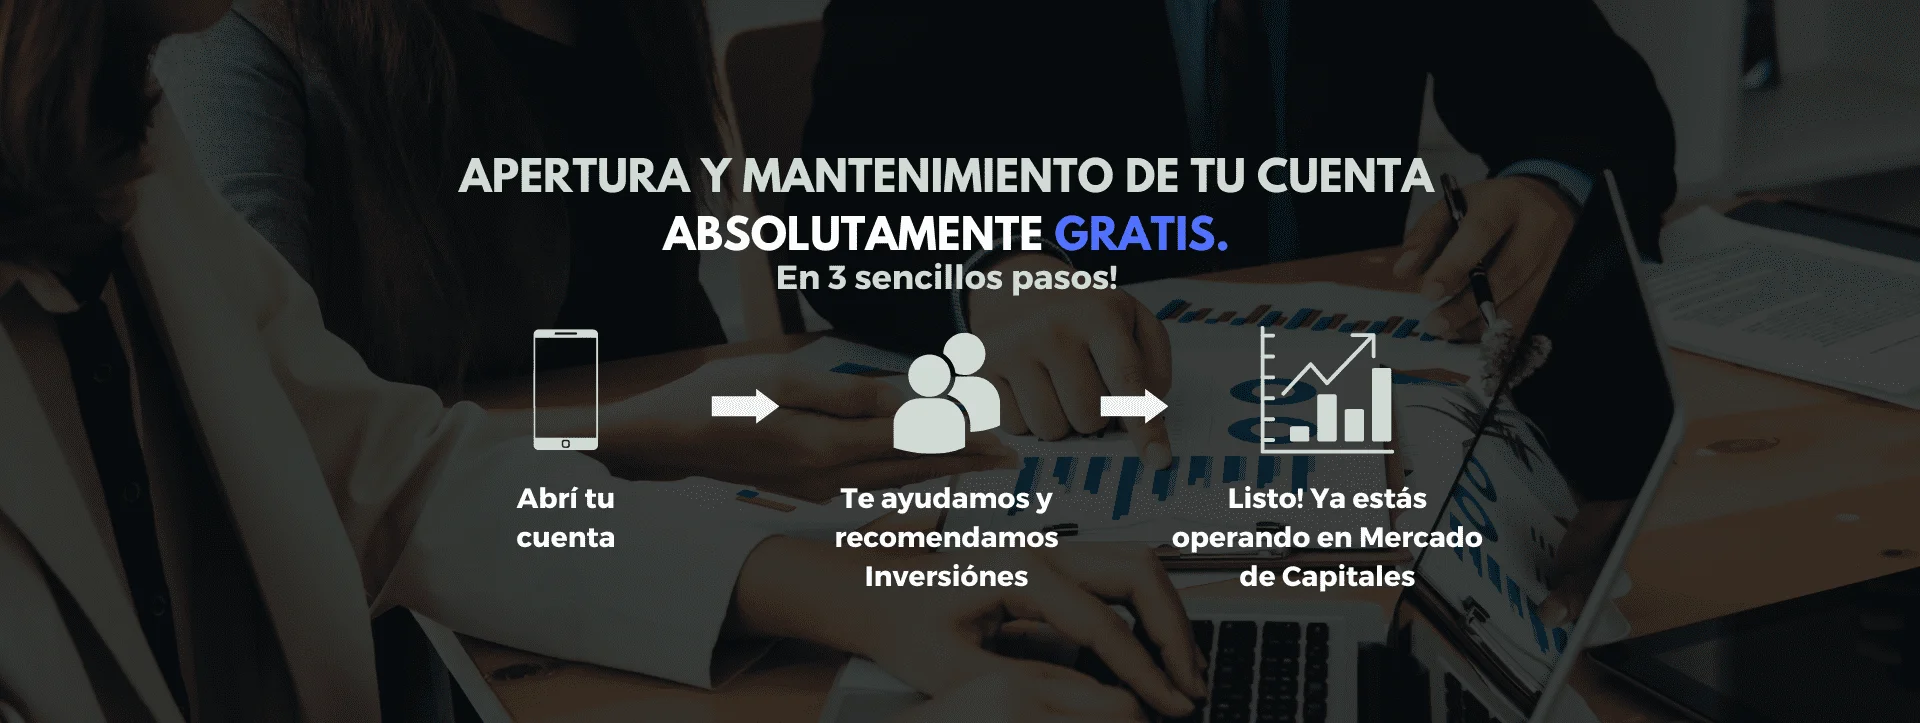 APERTURA Y MANTENIMIENTO DE TU CUENTA
ABSOLUTAMENTE GRATIS.
En 3 sencillos pasos!
Abrí tu
cuenta
Te ayudamos y
recomendamos
Inversiónes
Listo! Ya estás
operando en Mercado
de Capitales